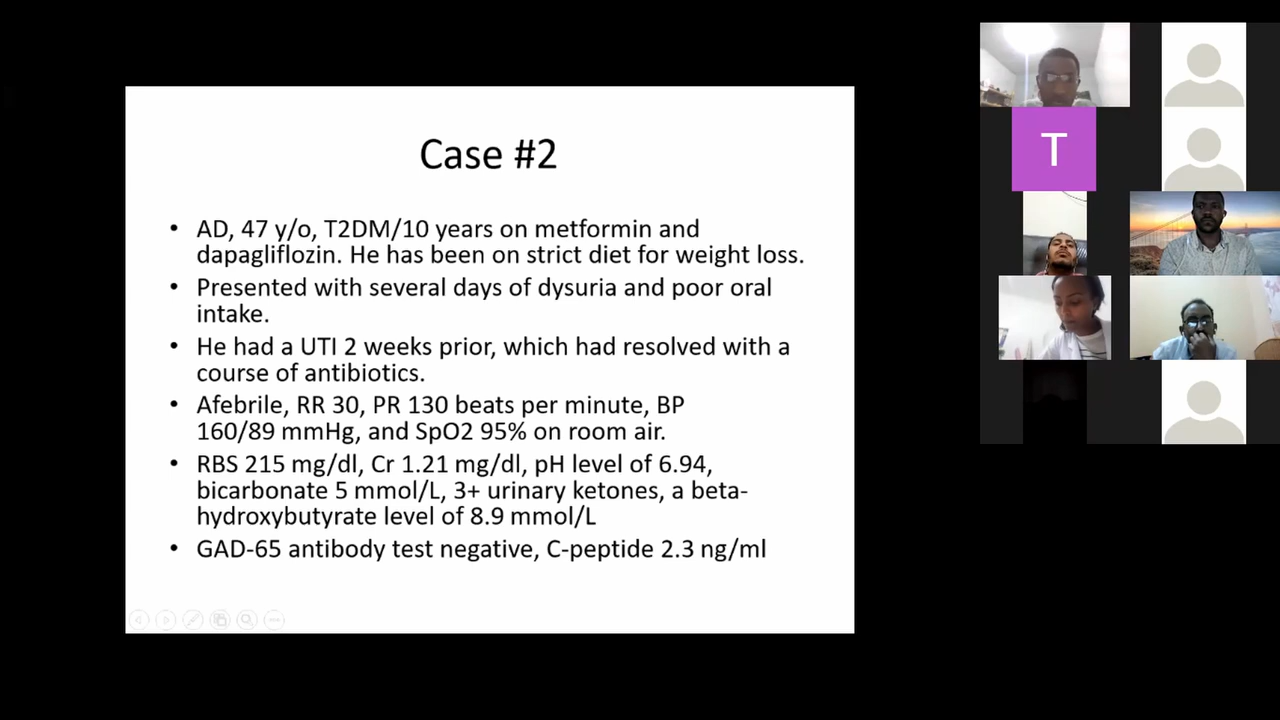 Case #2
• AD, 47 y/o, T2DM/10 years on metformin and
dapagliflozin. He has been on strict diet for weight loss.
• Presented with several days of dysuria and poor oral
intake.
• He had a UTI 2 weeks prior, which had resolved with a
course of antibiotics.
• Afebrile, RR 30, PR 130 beats per minute, BP
160/89 mmHg, and SpO2 95% on room air.
• RBS 215 mg/dl, Cr 1.21 mg/dl, pH level of 6.94,
bicarbonate 5 mmol/L, 3+ urinary ketones, a beta-
hydroxybutyrate level of 8.9 mmol/L
• GAD-65 antibody test negative, C-peptide 2.3 ng/ml
T